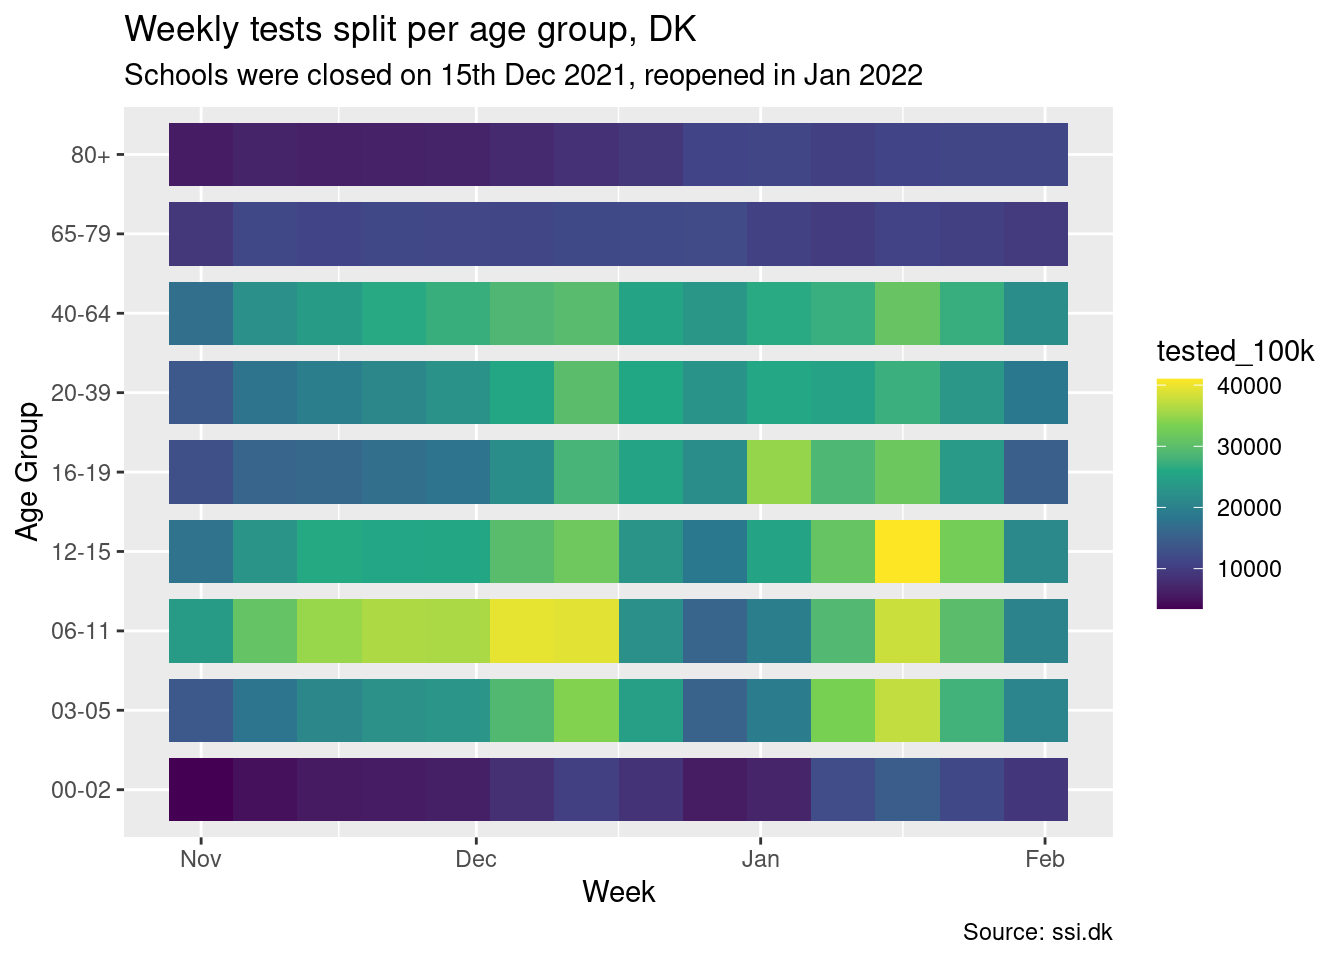 Weekly tests split per age group, DK
Schools were closed on 15th Dec 2021, reopened in Jan 2022
Age Group
80+
65-79
40-64
20-39
16-19
12-15
06-11
03-05
00-02
Nov Dec Jan Feb
Week
tested_100k
40000
30000
20000
10000
Source: ssi.dk